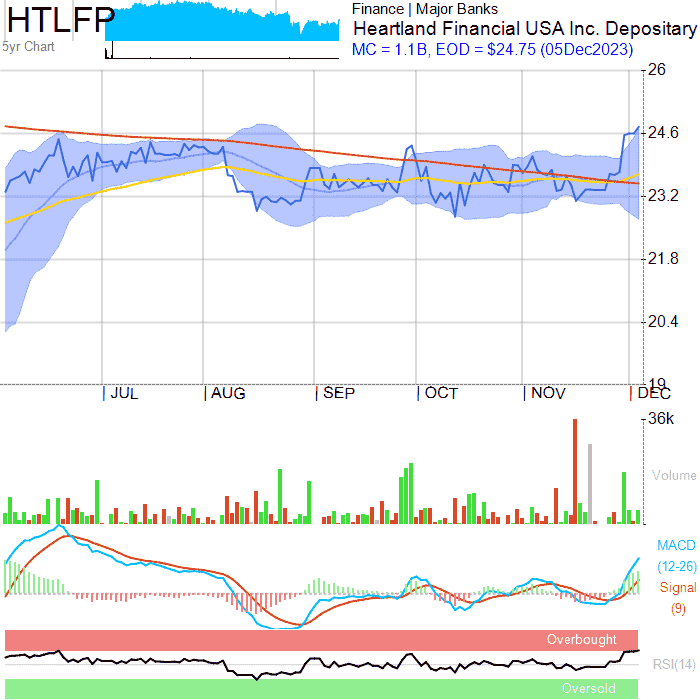 HTLFP
5yr Chart
Finance | Major Banks
Heartland Financial USA Inc. Depositary
MC = 1.1B, EOD = $24.75 (05Dec2023)
26
24.6
23.2
21.8
20.4
19
JUL
AUG
SEP
OCT
NOV
DEC
36k
Volume
MACD
(12-26)
Signal
(9)
Overbought
RSI(14)
Oversold